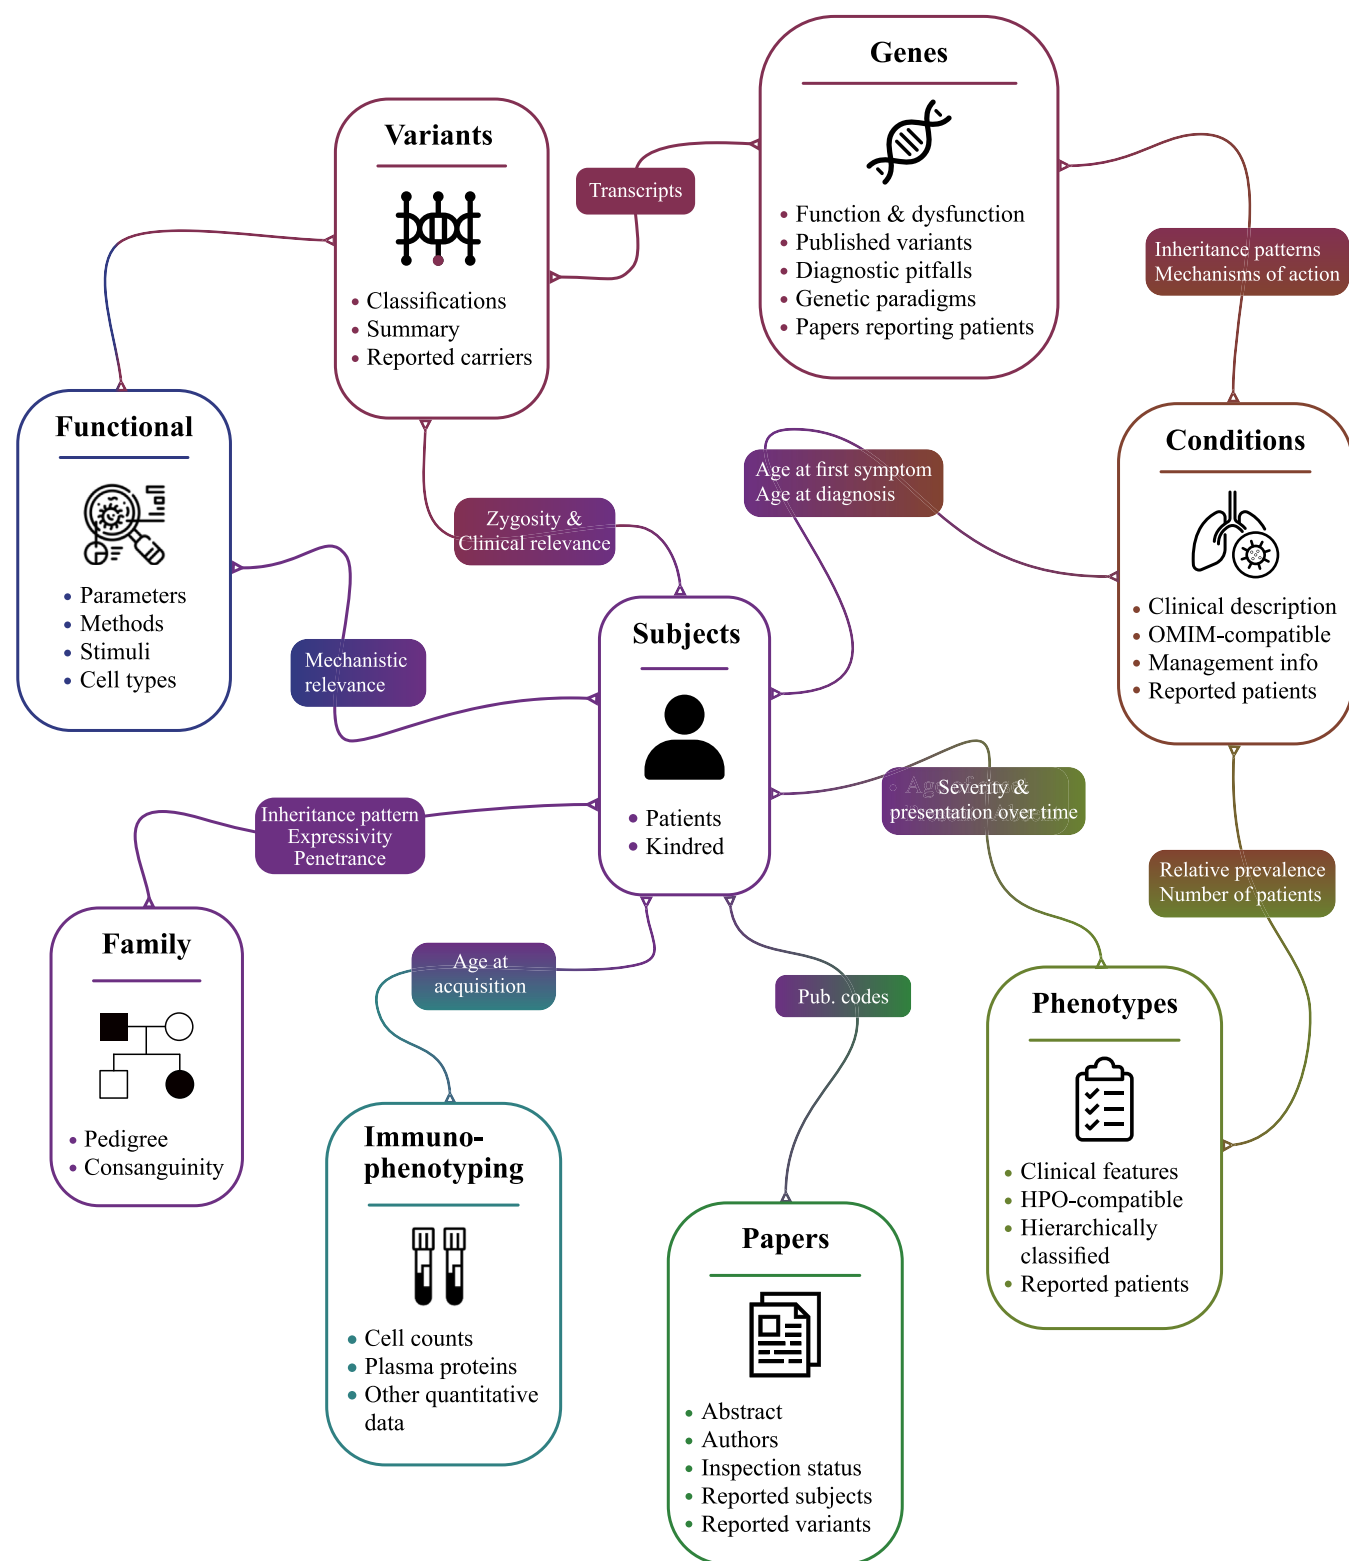 Genes
• Function & dysfunction
• Published variants
• Diagnostic pitfalls
• Genetic paradigms
• Papers reporting patients
Variants
• Classifications
• Summary
• Reported carriers
Transcripts
Inheritance patterns
Mechanisms of action
Functional
• Parameters
• Methods
• Stimuli
• Cell types
Conditions
• Clinical description
• OMIM-compatible
• Management info
• Reported patients
Age at first symptom
Age at diagnosis
Zygosity &
Clinical relevance
Mechanistic
relevance
Subjects
• Patients
• Kindred
Severity &
presentation over time
Inheritance pattern
Expressivity
Penetrance
Relative prevalence
Number of patients
Family
• Pedigree
• Consanguinity
Age at
acquisition
Pub. codes
Phenotypes
• Clinical features
• HPO-compatible
• Hierarchically
classified
• Reported patients
Immuno-
phenotyping
• Cell counts
• Plasma proteins
• Other quantitative
data
Papers
• Abstract
• Authors
• Inspection status
• Reported subjects
• Reported variants